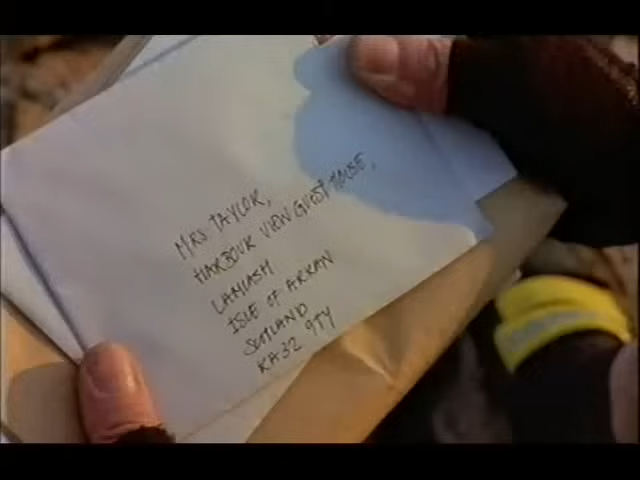 MRS TAYLOR,
HARBOUR VIEW GUEST HOUSE,
LAMLASH
ISLE OF ARRAN
SCOTLAND
KA32 9TY